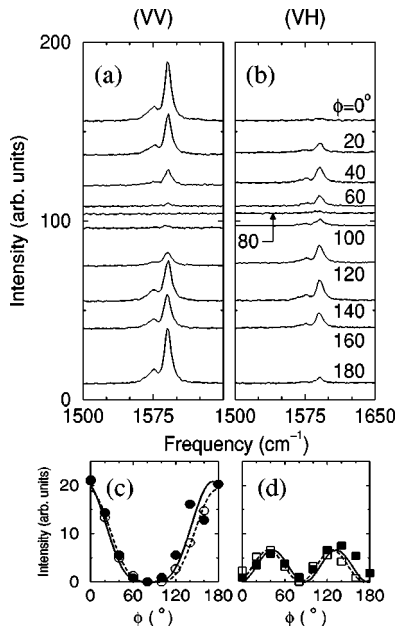 (VV) (VH)
200
(a) (b)
ϕ=0°
20
40
60
80
100
120
140
160
180
Intensity (arb. units)
100
0
1500 1575 1500 1575 1650
Frequency (cm⁻¹)
(c) (d)
Intensity (arb. units)
20
10
0
0 60 120 180 0 60 120 180
ϕ ( ° ) ϕ ( ° )